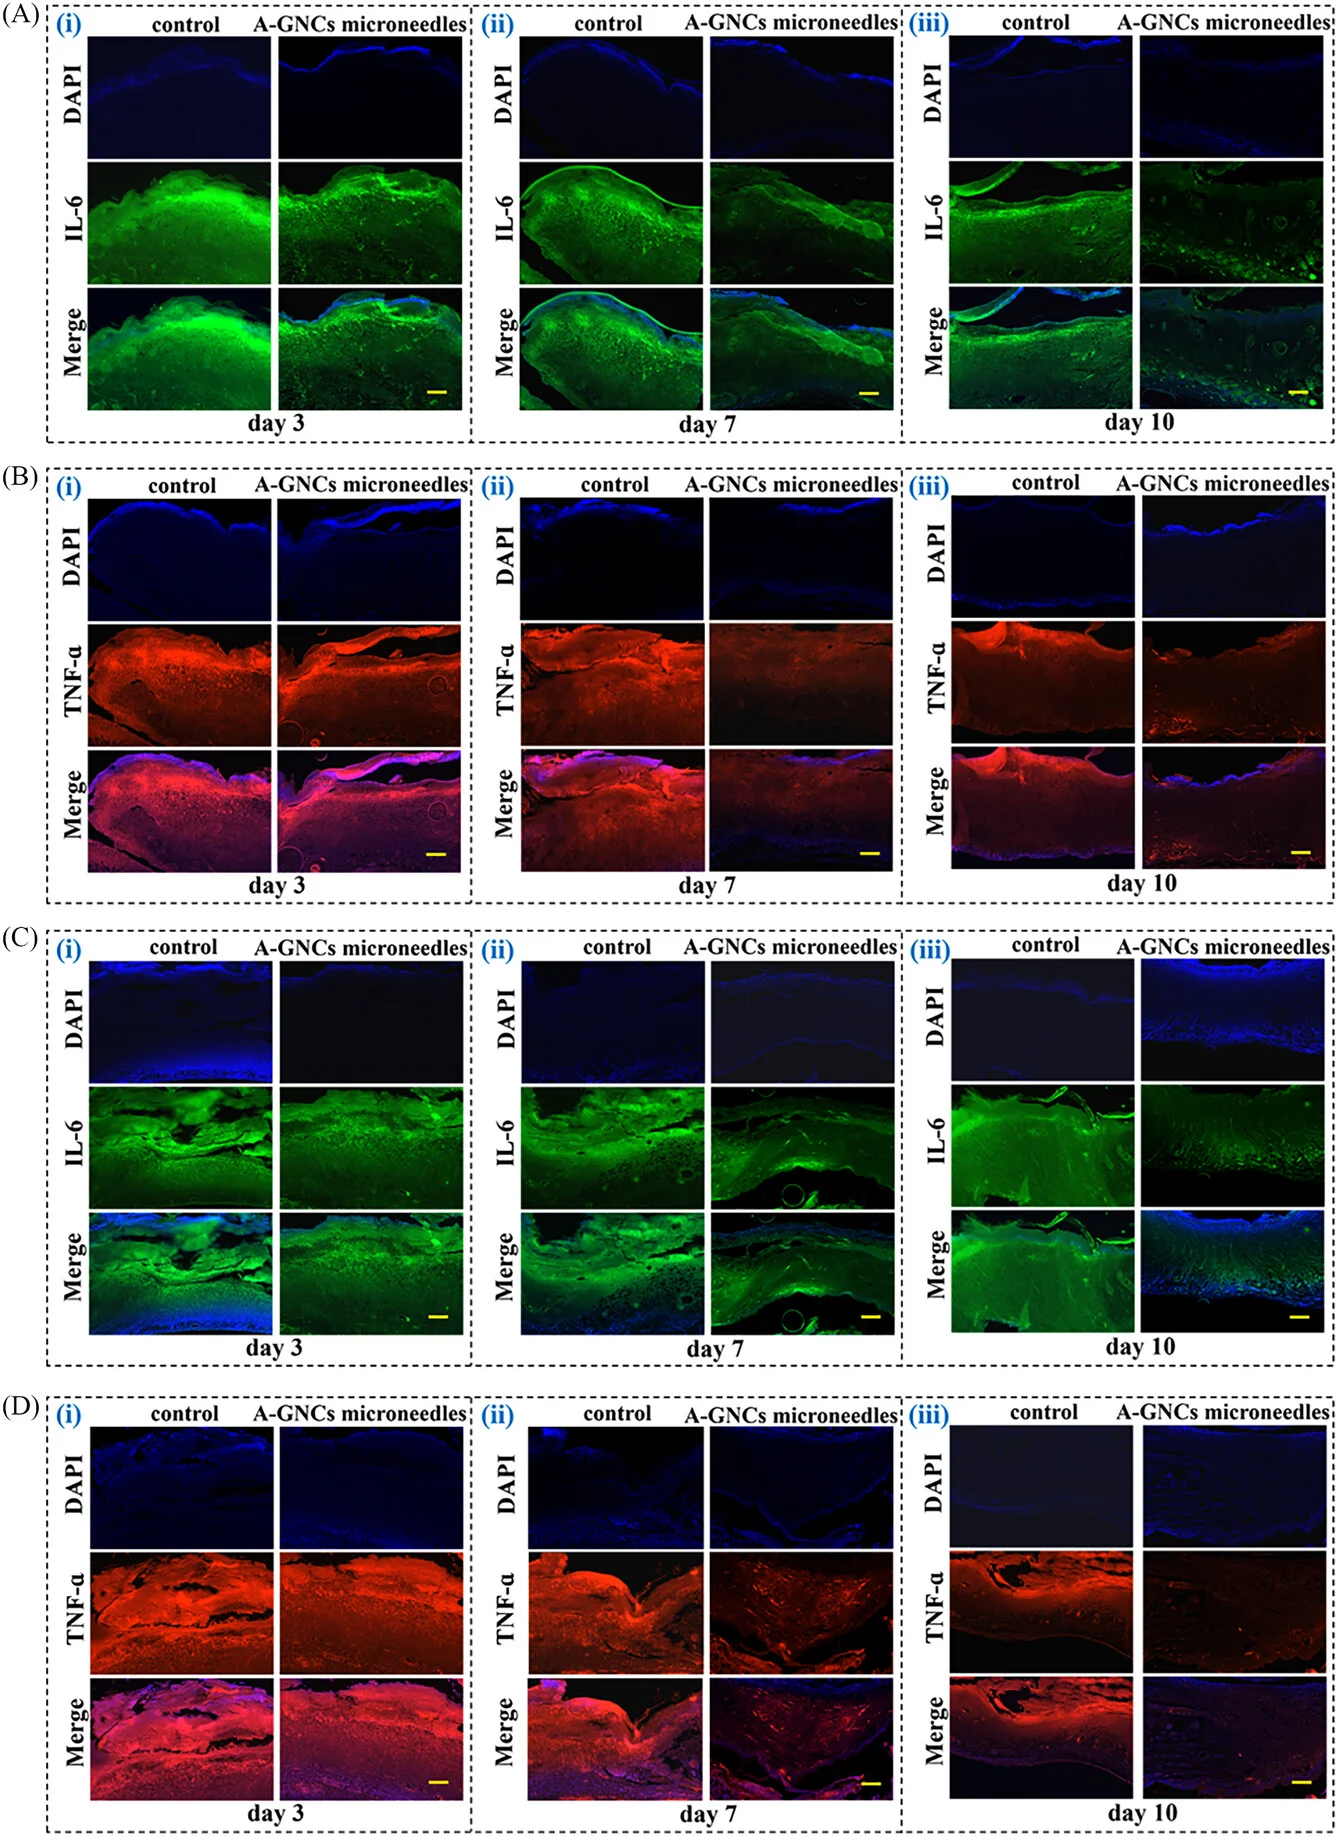 (A)
(i) control A-GNCs microneedles (ii) control A-GNCs microneedles (iii) control A-GNCs microneedles
DAPI DAPI DAPI
IL-6 IL-6 IL-6
Merge Merge Merge
day 3 day 7 day 10
(B)
(i) control A-GNCs microneedles (ii) control A-GNCs microneedles (iii) control A-GNCs microneedles
DAPI DAPI DAPI
TNF-α TNF-α TNF-α
Merge Merge Merge
day 3 day 7 day 10
(C)
(i) control A-GNCs microneedles (ii) control A-GNCs microneedles (iii) control A-GNCs microneedles
DAPI DAPI DAPI
IL-6 IL-6 IL-6
Merge Merge Merge
day 3 day 7 day 10
(D)
(i) control A-GNCs microneedles (ii) control A-GNCs microneedles (iii) control A-GNCs microneedles
DAPI DAPI DAPI
TNF-α TNF-α TNF-α
Merge Merge Merge
day 3 day 7 day 10